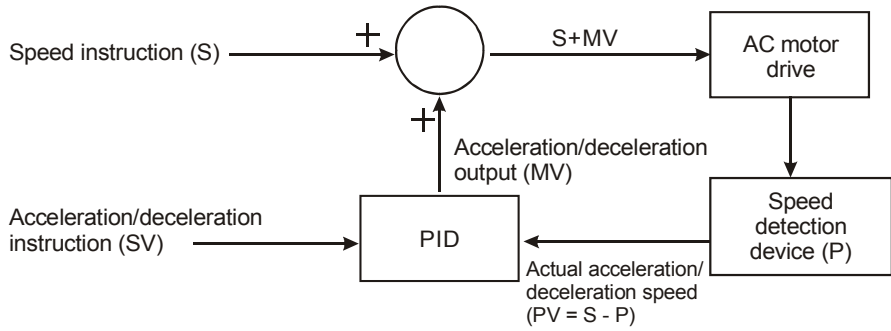 Speed instruction (S)
+
S+MV
AC motor
drive
+
Acceleration/deceleration
output (MV)
Acceleration/deceleration
instruction (SV)
PID
Speed
detection
device (P)
Actual acceleration/
deceleration speed
(PV = S - P)